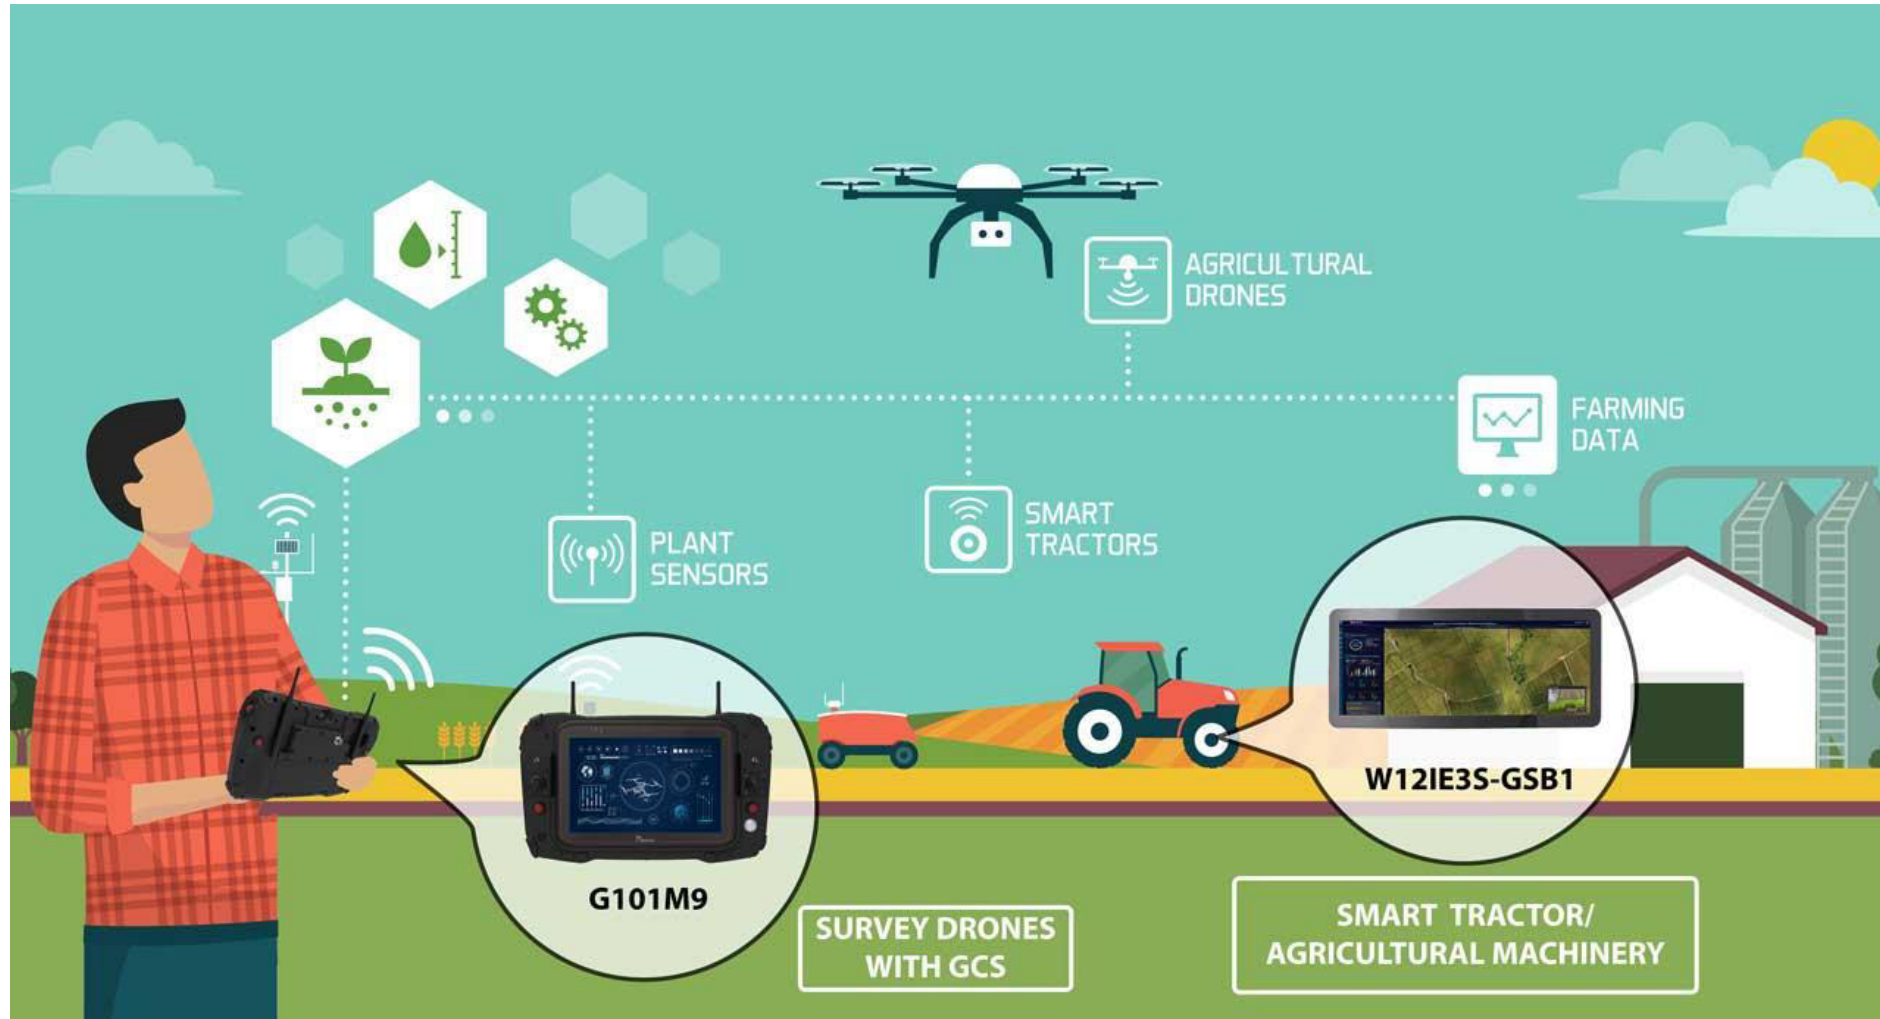 AGRICULTURAL
DRONES
FARMING
DATA
SMART
TRACTORS
PLANT
SENSORS
W12IE3S-GSB1
G101M9
SURVEY DRONES
WITH GCS
SMART TRACTOR/
AGRICULTURAL MACHINERY